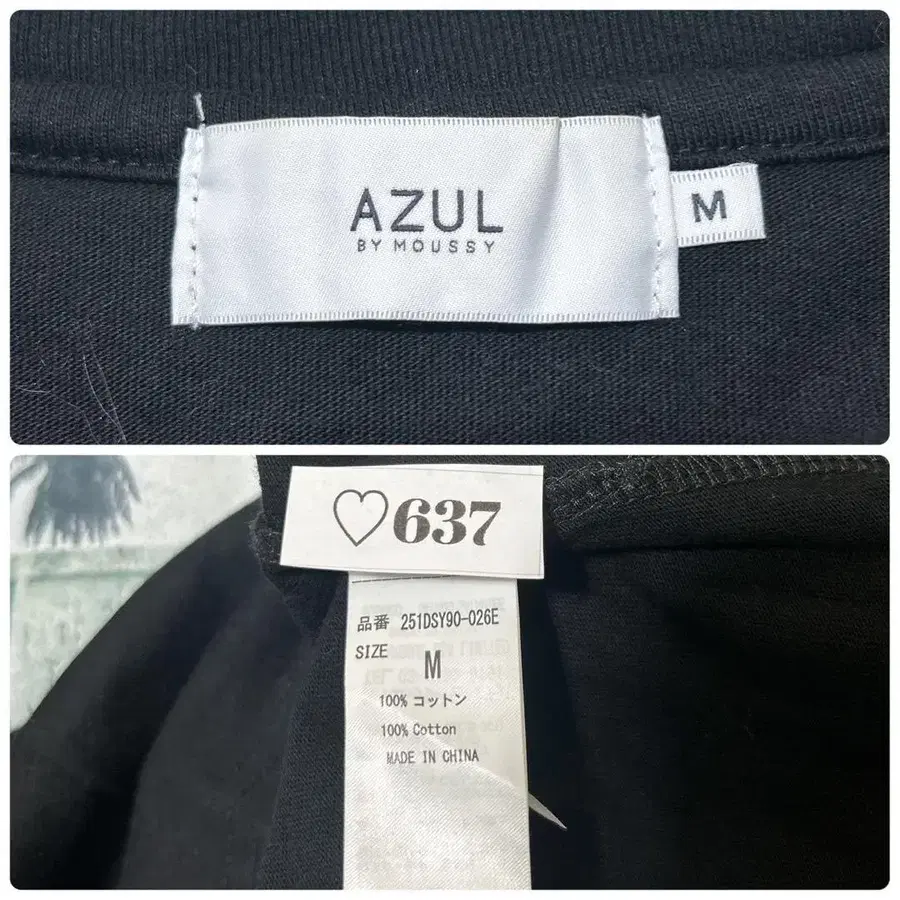 AZUL
BY MOUSSY
M
♡637
品番 251DSY90-026E
SIZE
M
100% コットン
100% Cotton
MADE IN CHINA